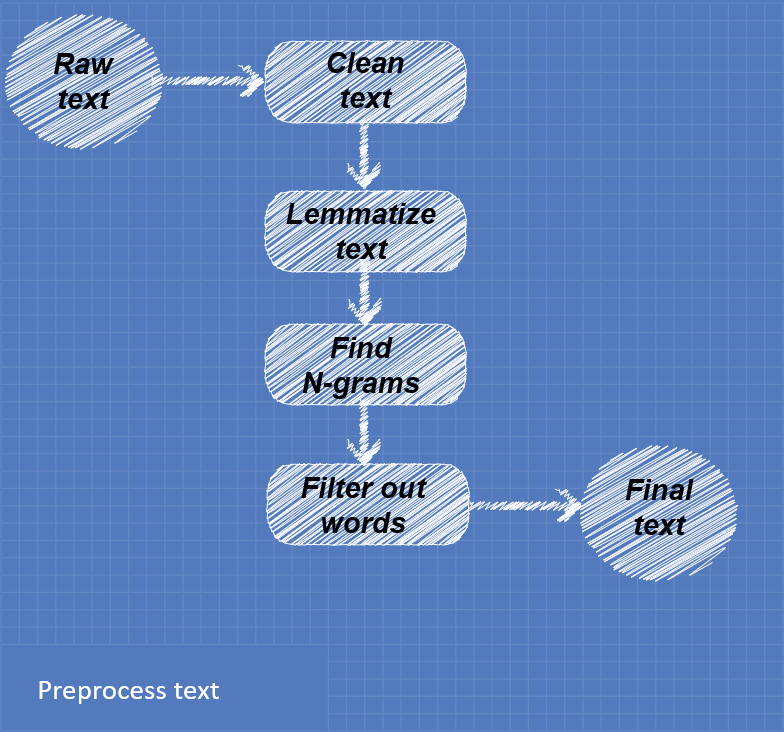 Raw
text
Clean
text
Lemmatize
text
Find
N-grams
Filter out
words
Final
text
Preprocess text